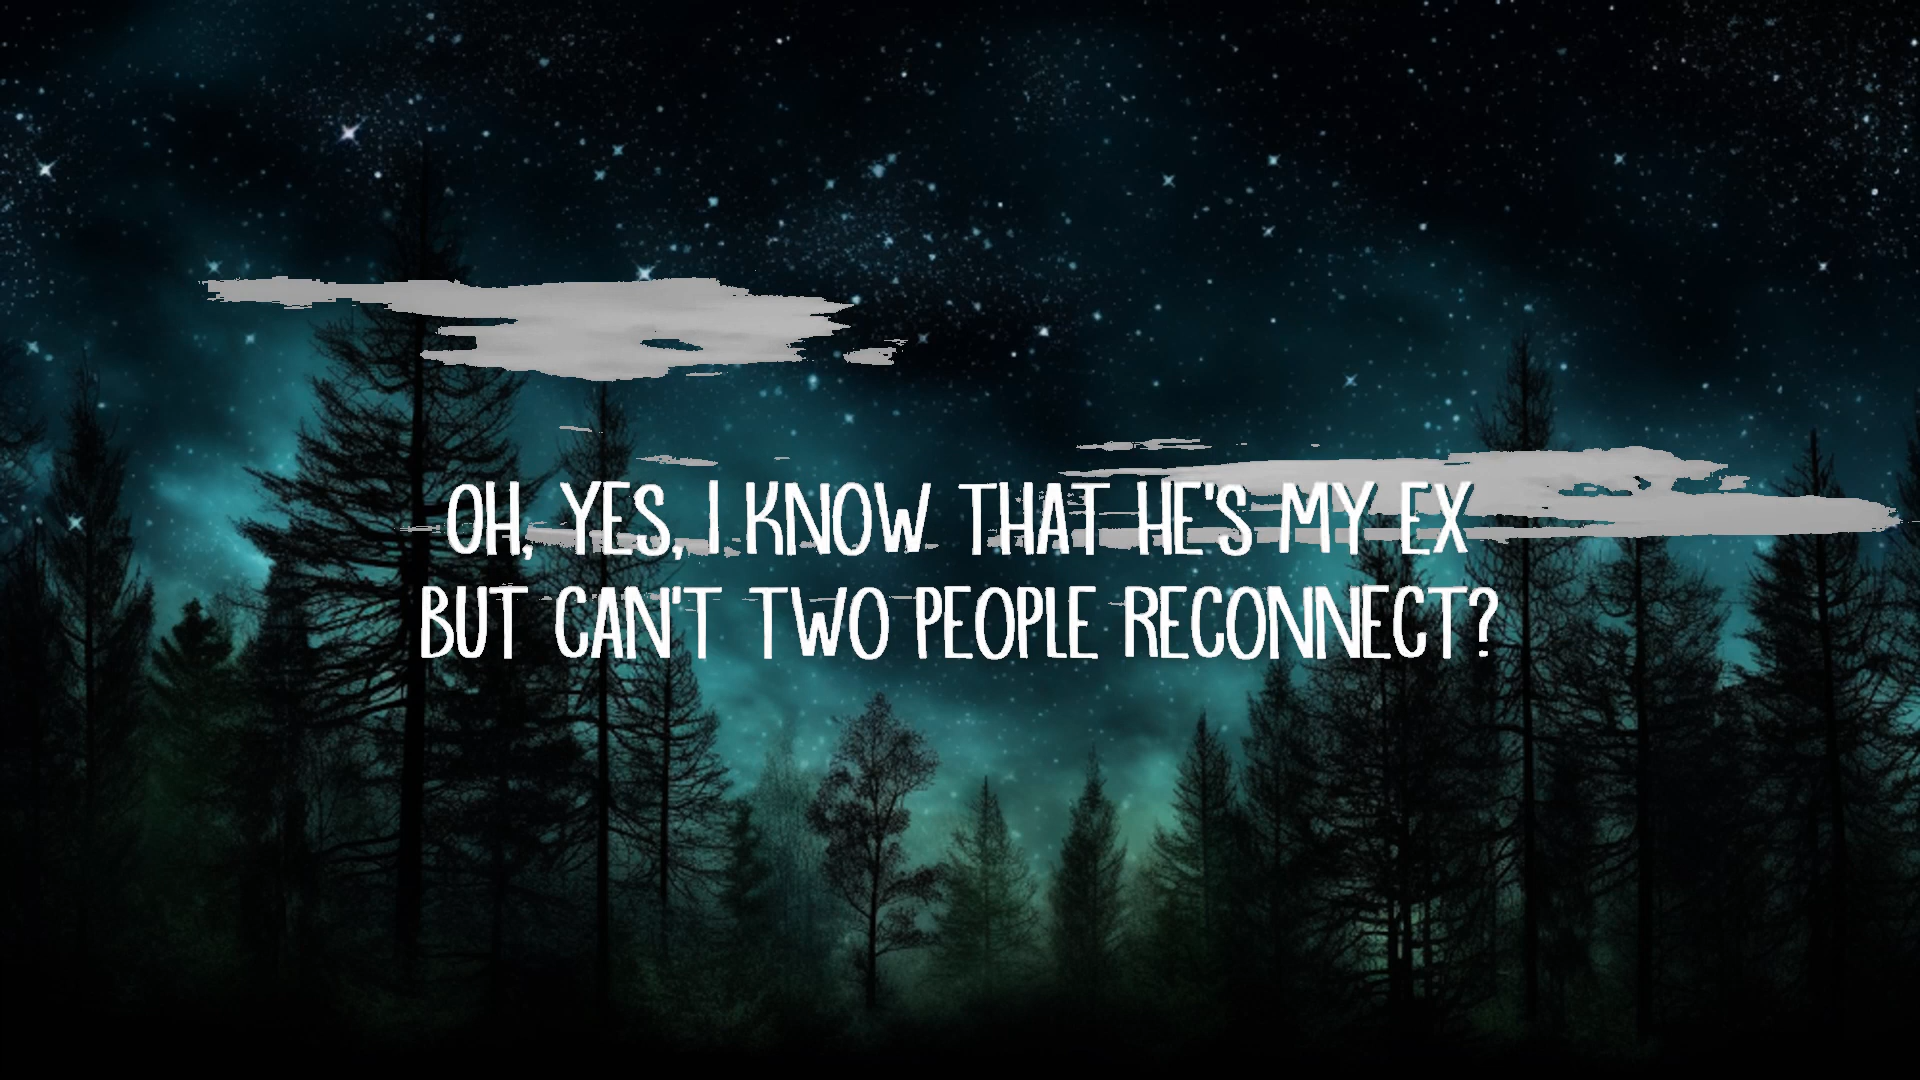 OH, YES, I KNOW THAT HE'S MY EX
BUT CAN'T TWO PEOPLE RECONNECT?